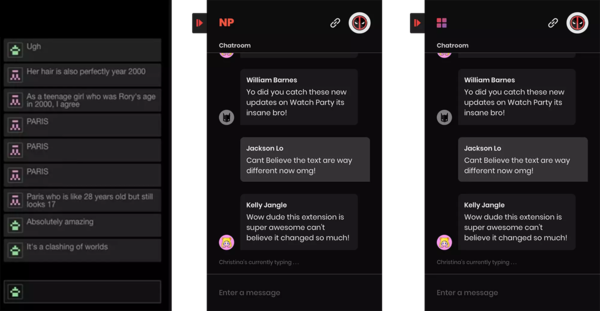 Ugh
Her hair is also perfectly year 2000
As a teenage girl who was Rory's age
in 2000, I agree
PARIS
PARIS
PARIS
Paris who is like 28 years old but still
looks 17
Absolutely amazing
It's a clashing of worlds
NP
Chatroom
William Barnes
Yo did you catch these new
updates on Watch Party its
insane bro!
Jackson Lo
Cant Believe the text are way
different now omg!
Kelly Jangle
Wow dude this extension is
super awesome can't
believe it changed so much!
Christina's currently typing . . .
Enter a message
Chatroom
William Barnes
Yo did you catch these new
updates on Watch Party its
insane bro!
Jackson Lo
Cant Believe the text are way
different now omg!
Kelly Jangle
Wow dude this extension is
super awesome can't
believe it changed so much!
Christina's currently typing . . .
Enter a message